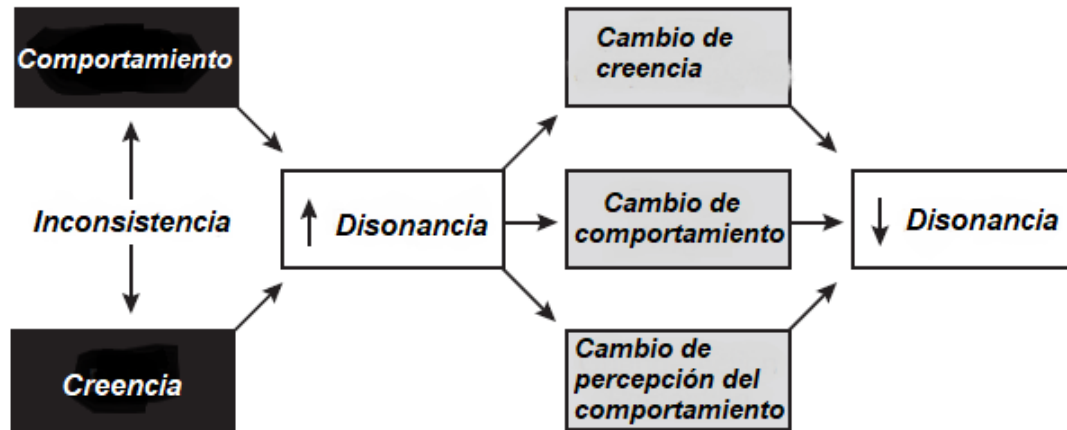 Comportamiento
Inconsistencia
Creencia
Disonancia
Cambio de
creencia
Cambio de
comportamiento
Cambio de
percepción del
comportamiento
Disonancia